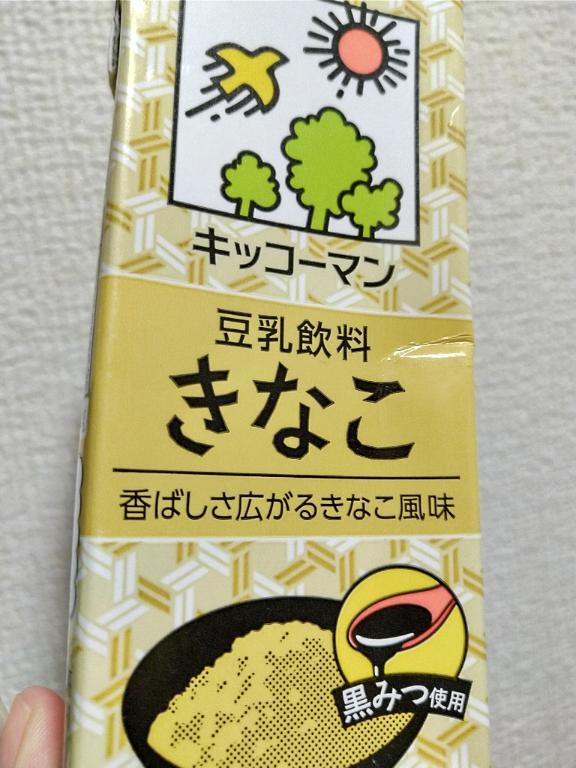 キッコーマン
豆乳飲料
きなこ
香ばしさ広がるきなこ風味
黒みつ使用